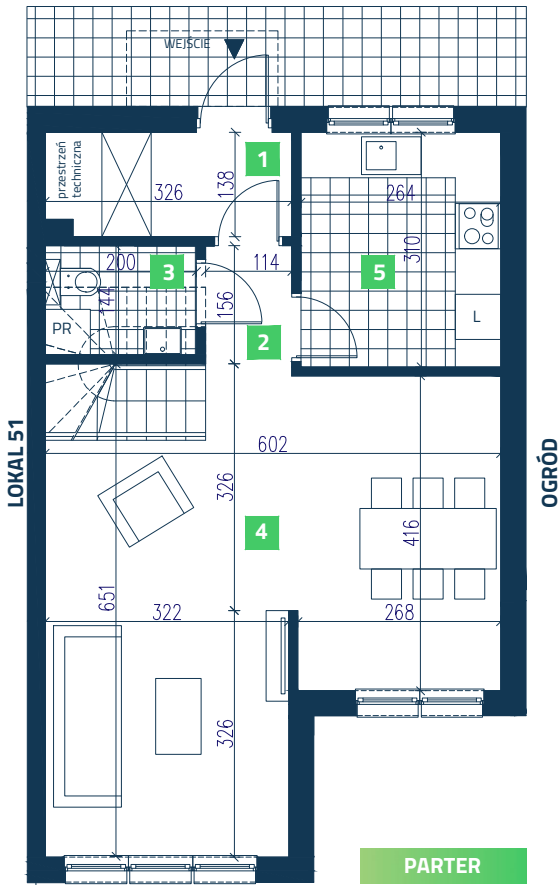 WEJŚCIE
przestrzeń
techniczna
1
326
138
264
310
200
3
114
5
144
156
PR
2
L
602
LOKAL 51
OGRÓD
326
4
416
651
322
268
326
PARTER